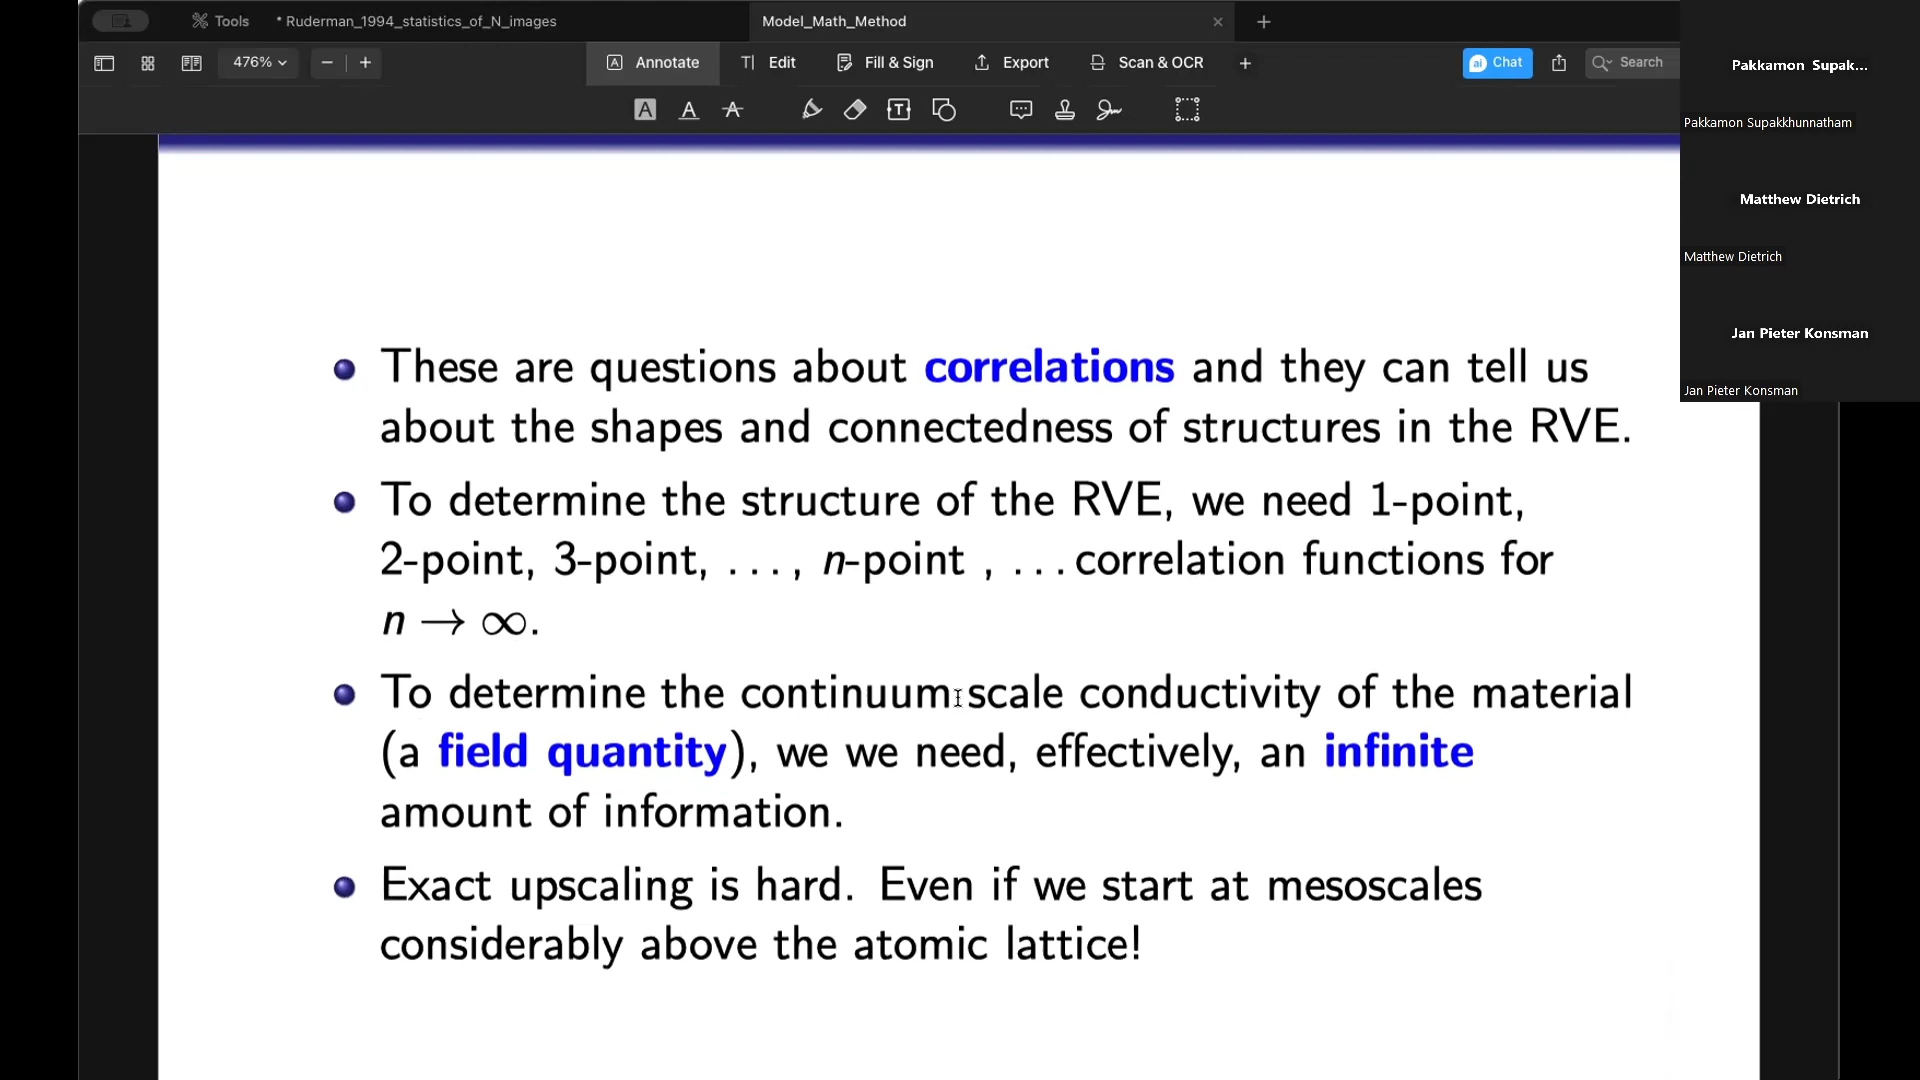 Tools
* Ruderman_1994_statistics_of_N_images
Model_Math_Method
476%
Annotate
Edit
Fill & Sign
Export
Scan & OCR
ai Chat
Search
Pakkamon Supak...
Pakkamon Supakkhunnatham
Matthew Dietrich
Matthew Dietrich
Jan Pieter Konsman
Jan Pieter Konsman
These are questions about correlations and they can tell us
about the shapes and connectedness of structures in the RVE.
To determine the structure of the RVE, we need 1-point,
2-point, 3-point, . . . , n-point , . . . correlation functions for
n → ∞.
To determine the continuum scale conductivity of the material
(a field quantity), we we need, effectively, an infinite
amount of information.
Exact upscaling is hard. Even if we start at mesoscales
considerably above the atomic lattice!